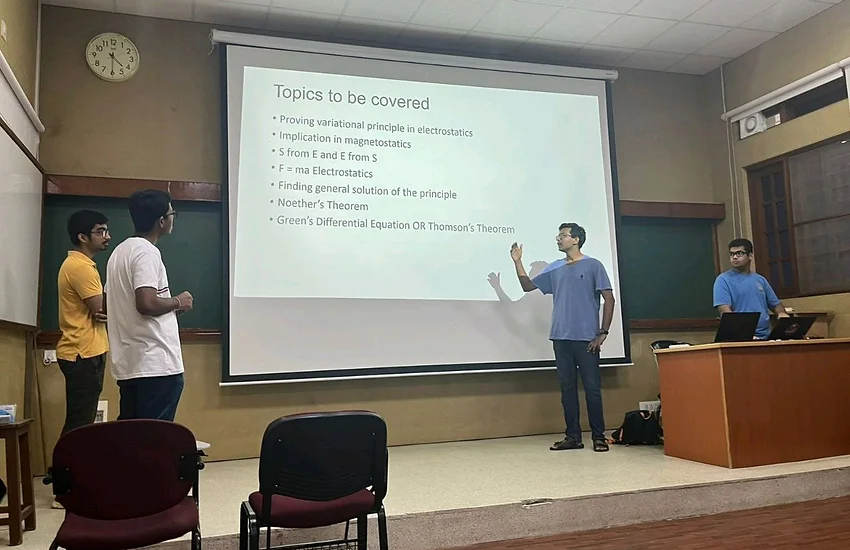 Topics to be covered
• Proving variational principle in electrostatics
• Implication in magnetostatics
• S from E and E from S
• F = ma Electrostatics
• Finding general solution of the principle
• Noether's Theorem
• Green's Differential Equation OR Thomson's Theorem